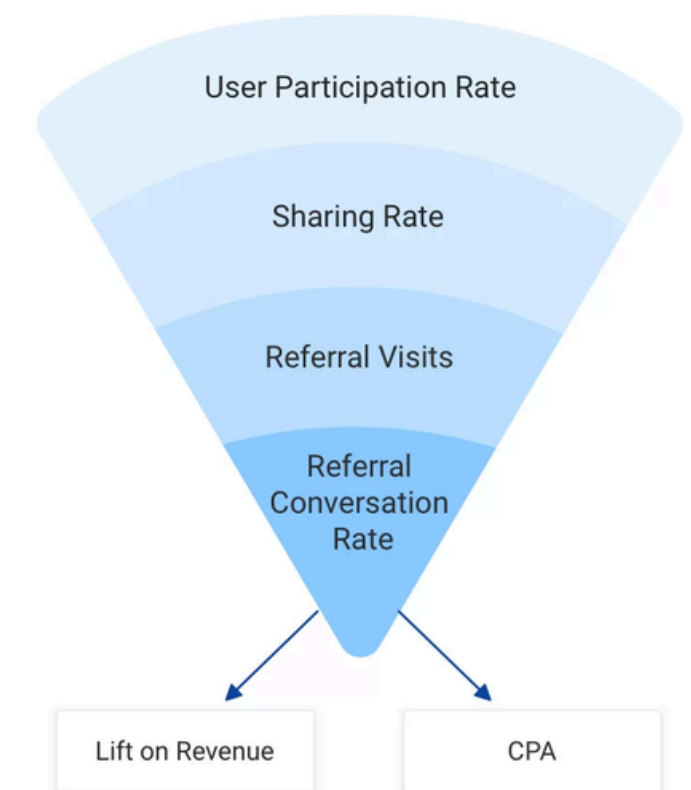 User Participation Rate
Sharing Rate
Referral Visits
Referral
Conversation
Rate
Lift on Revenue
CPA